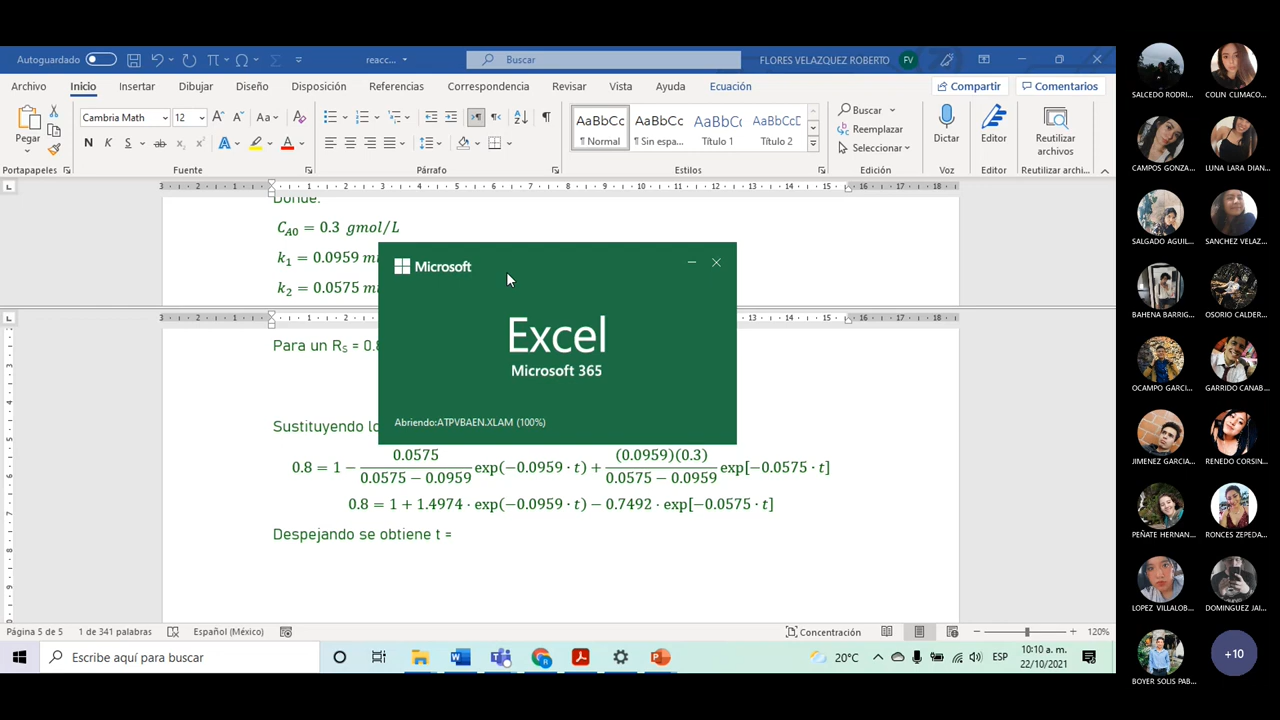 Autoguardado
reacc...
Buscar
FLORES VELAZQUEZ ROBERTO
FV
Archivo
Inicio
Insertar
Dibujar
Diseño
Disposición
Referencias
Correspondencia
Revisar
Vista
Ayuda
Ecuación
Compartir
Comentarios
Pegar
Cambria Math
12
N K S ab x₂ x²
AaBbCc
¶ Normal
AaBbCc
¶ Sin espa...
AaBbC
Título 1
AaBbCcD
Título 2
Buscar
Reemplazar
Seleccionar
Dictar
Editor
Reutilizar archivos
Portapapeles
Fuente
Párrafo
Estilos
Edición
Voz
Editor
Reutilizar archi...
Donde:
C_A0 = 0.3 gmol/L
k₁ = 0.0959 mi
k₂ = 0.0575 mi
Microsoft
Excel
Microsoft 365
Abriendo:ATPVBAEN.XLAM (100%)
Para un R_S = 0.8
Sustituyendo lo
0.8 = 1 − 0.0575/(0.0575 − 0.0959) exp(−0.0959 · t) + (0.0959)(0.3)/(0.0575 − 0.0959) exp[−0.0575 · t]
0.8 = 1 + 1.4974 · exp(−0.0959 · t) − 0.7492 · exp[−0.0575 · t]
Despejando se obtiene t =
Página 5 de 5
1 de 341 palabras
Español (México)
Concentración
120%
Escribe aquí para buscar
20°C
ESP
10:10 a. m.
22/10/2021
SALCEDO RODRI...
COLIN CLIMACO...
CAMPOS GONZA...
LUNA LARA DIAN...
SALGADO AGUIL...
SANCHEZ VELAZ...
BAHENA BARRIG...
OSORIO CALDER...
OCAMPO GARCI...
GARRIDO CANAB...
JIMENEZ GARCIA...
RENEDO CORSIN...
PEÑATE HERNAN...
RONCES ZEPEDA...
LOPEZ VILLALOB...
DOMINGUEZ JAI...
BOYER SOLIS PAB...
+10